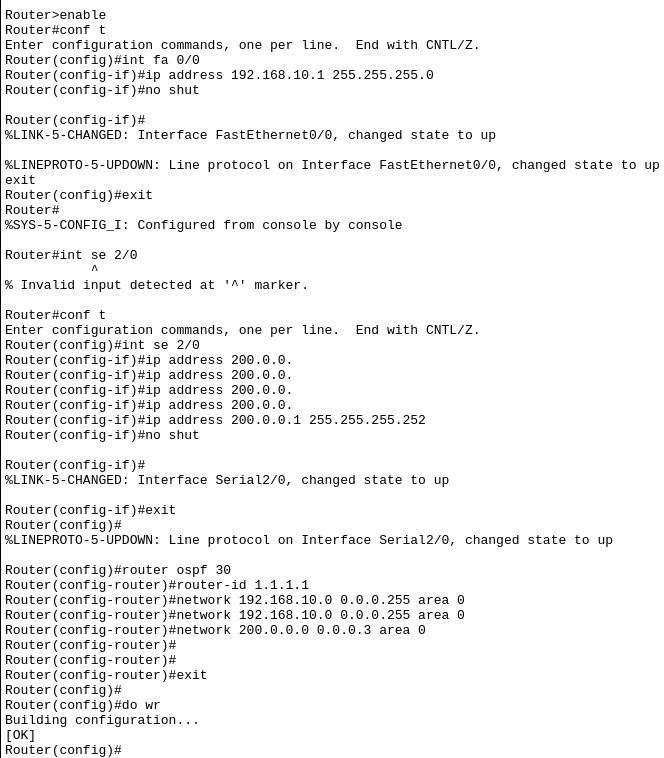 Router>enable
Router#conf t
Enter configuration commands, one per line.  End with CNTL/Z.
Router(config)#int fa 0/0
Router(config-if)#ip address 192.168.10.1 255.255.255.0
Router(config-if)#no shut
Router(config-if)#
%LINK-5-CHANGED: Interface FastEthernet0/0, changed state to up
%LINEPROTO-5-UPDOWN: Line protocol on Interface FastEthernet0/0, changed state to up
exit
Router(config)#exit
Router#
%SYS-5-CONFIG_I: Configured from console by console
Router#int se 2/0
           ^
% Invalid input detected at '^' marker.
Router#conf t
Enter configuration commands, one per line.  End with CNTL/Z.
Router(config)#int se 2/0
Router(config-if)#ip address 200.0.0.
Router(config-if)#ip address 200.0.0.
Router(config-if)#ip address 200.0.0.
Router(config-if)#ip address 200.0.0.
Router(config-if)#ip address 200.0.0.1 255.255.255.252
Router(config-if)#no shut
Router(config-if)#
%LINK-5-CHANGED: Interface Serial2/0, changed state to up
Router(config-if)#exit
Router(config)#
%LINEPROTO-5-UPDOWN: Line protocol on Interface Serial2/0, changed state to up
Router(config)#router ospf 30
Router(config-router)#router-id 1.1.1.1
Router(config-router)#network 192.168.10.0 0.0.0.255 area 0
Router(config-router)#network 192.168.10.0 0.0.0.255 area 0
Router(config-router)#network 200.0.0.0 0.0.0.3 area 0
Router(config-router)#
Router(config-router)#
Router(config-router)#exit
Router(config)#
Router(config)#do wr
Building configuration...
[OK]
Router(config)#